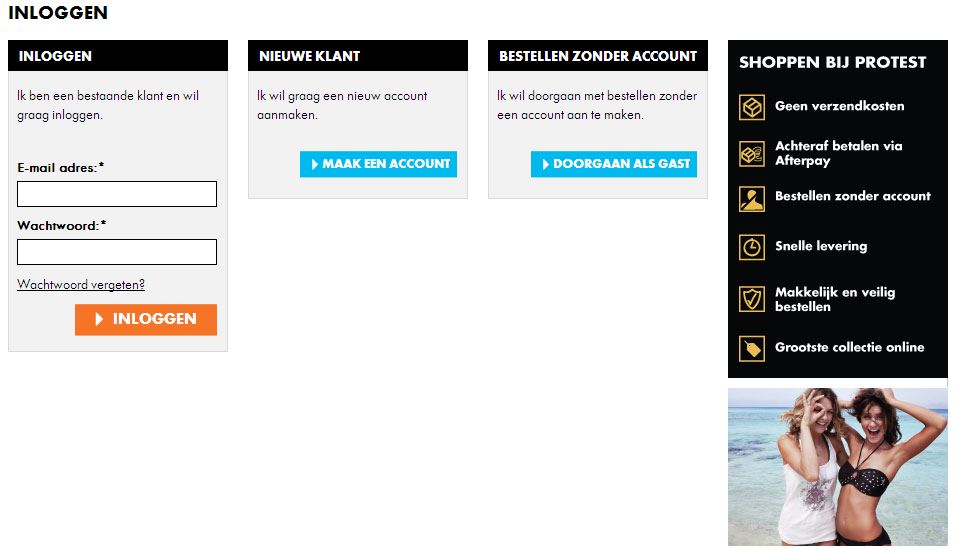 INLOGGEN
INLOGGEN
Ik ben een bestaande klant en wil
graag inloggen.
E-mail adres:*
Wachtwoord:*
Wachtwoord vergeten?
INLOGGEN
NIEUWE KLANT
Ik wil graag een nieuw account
aanmaken.
MAAK EEN ACCOUNT
BESTELLEN ZONDER ACCOUNT
Ik wil doorgaan met bestellen zonder
een account aan te maken.
DOORGAAN ALS GAST
SHOPPEN BIJ PROTEST
Geen verzendkosten
Achteraf betalen via
Afterpay
Bestellen zonder account
Snelle levering
Makkelijk en veilig
bestellen
Grootste collectie online